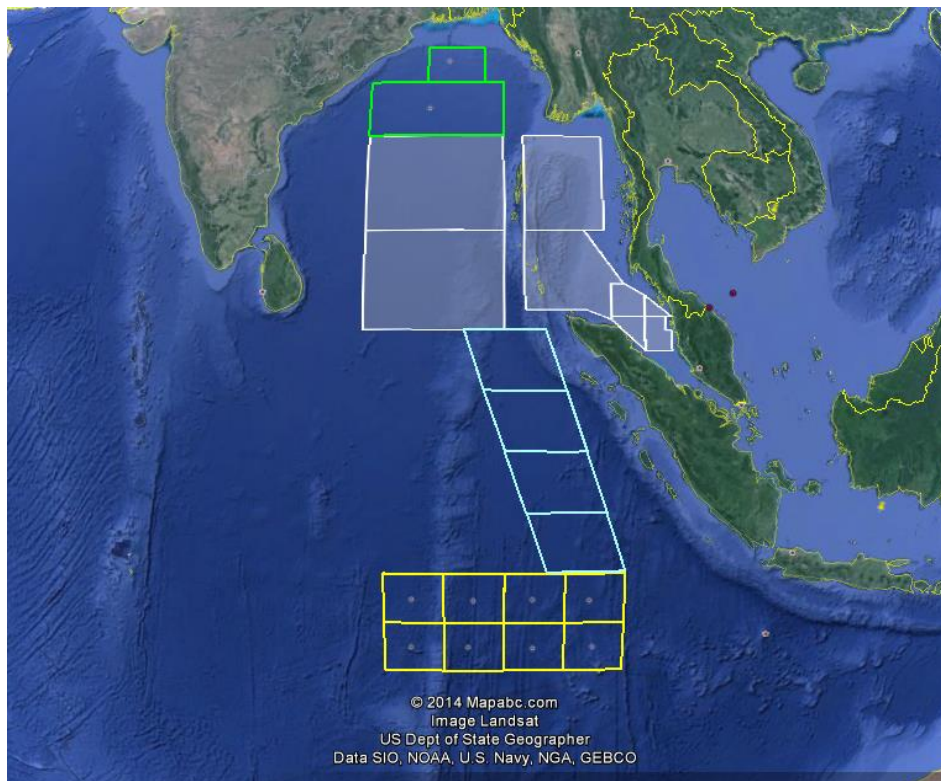 © 2014 Mapabc.com
Image Landsat
US Dept of State Geographer
Data SIO, NOAA, U.S. Navy, NGA, GEBCO